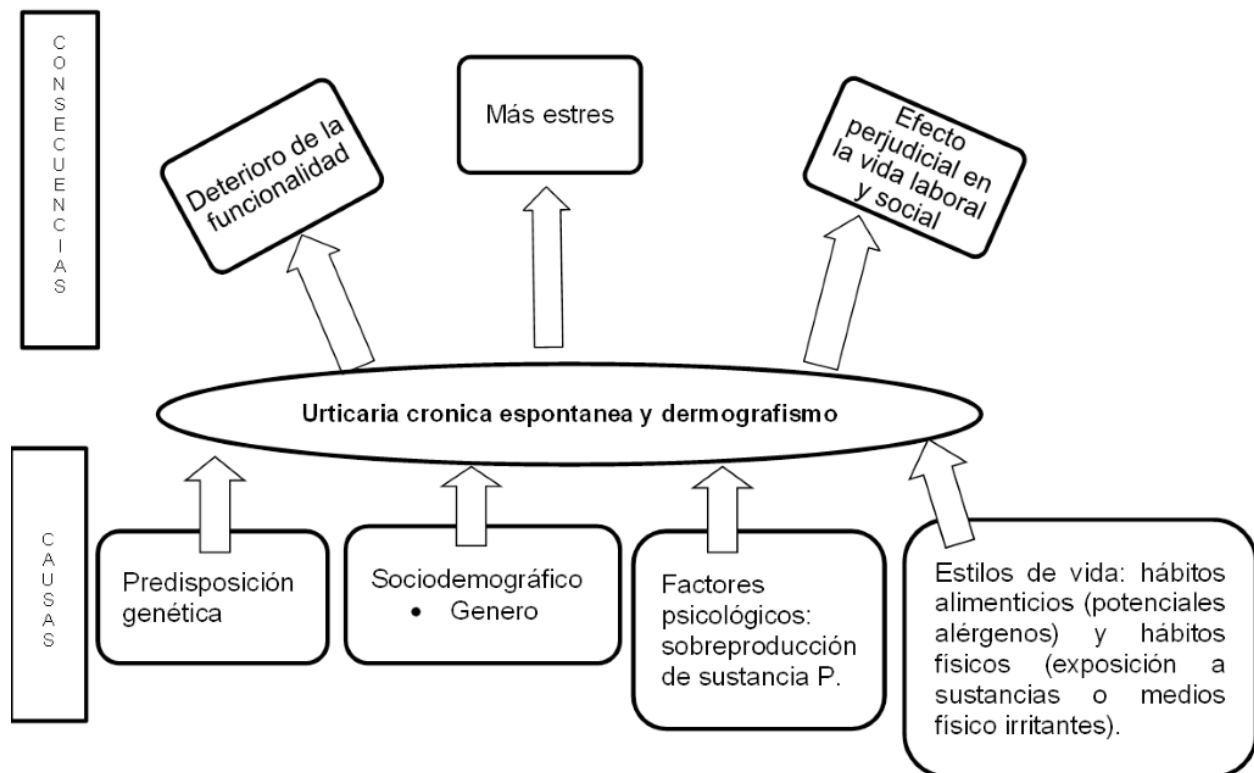 CONSECUENCIAS
Deterioro de la
funcionalidad
Más estres
Efecto
perjudicial en
la vida laboral
y social
Urticaria cronica espontanea y dermografismo
CAUSAS
Predisposición
genética
Sociodemográfico
• Genero
Factores
psicológicos:
sobreproducción
de sustancia P.
Estilos de vida: hábitos
alimenticios (potenciales
alérgenos) y hábitos
físicos (exposición a
sustancias o medios
físico irritantes).